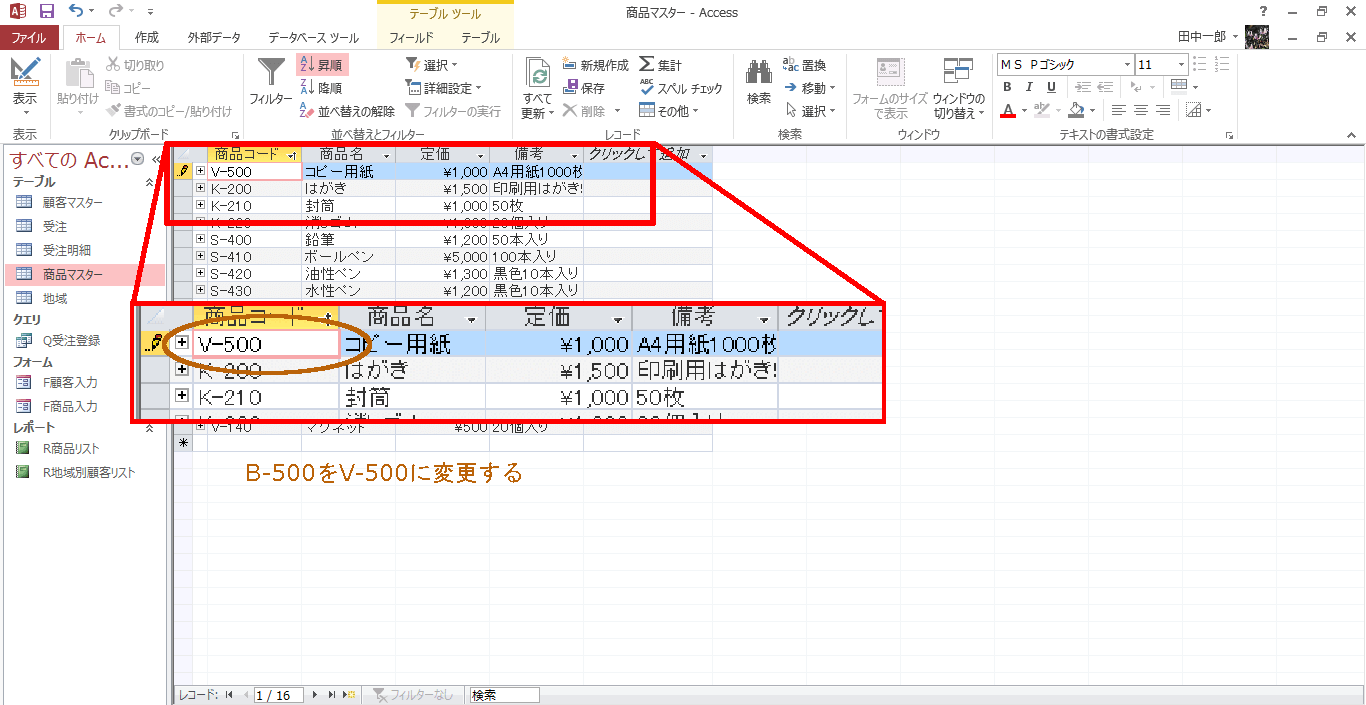 商品マスター - Access
テーブル ツール
田中一郎
ファイル
ホーム
作成
外部データ
データベース ツール
フィールド
テーブル
表示
表示
貼り付け
切り取り
コピー
書式のコピー/貼り付け
クリップボード
フィルター
昇順
降順
並べ替えの解除
選択
詳細設定
フィルターの実行
並べ替えとフィルター
すべて
更新
新規作成
保存
削除
集計
スペル チェック
その他
レコード
検索
置換
移動
選択
検索
フォームのサイズ
で表示
ウィンドウの
切り替え
ウィンドウ
MS Pゴシック
11
B I U
テキストの書式設定
すべての Ac...
テーブル
顧客マスター
受注
受注明細
商品マスター
地域
クエリ
Q受注登録
フォーム
F顧客入力
F商品入力
レポート
R商品リスト
R地域別顧客リスト
商品コード 商品名 定価 備考 クリックして追加
V-500 コピー用紙 ¥1,000 A4用紙1000枚
K-200 はがき ¥1,500 印刷用はがき!
K-210 封筒 ¥1,000 50枚
S-400 鉛筆 ¥1,200 50本入り
S-410 ボールペン ¥5,000 100本入り
S-420 油性ペン ¥1,300 黒色10本入り
S-430 水性ペン ¥1,200 黒色10本入り
商品コード 商品名 定価 備考 クリックし
V-500 コピー用紙 ¥1,000 A4用紙1000枚
K-200 はがき ¥1,500 印刷用はがき!
K-210 封筒 ¥1,000 50枚
V-140 マグネット ¥500 20個入り
B-500をV-500に変更する
レコード: 1 / 16 フィルターなし 検索